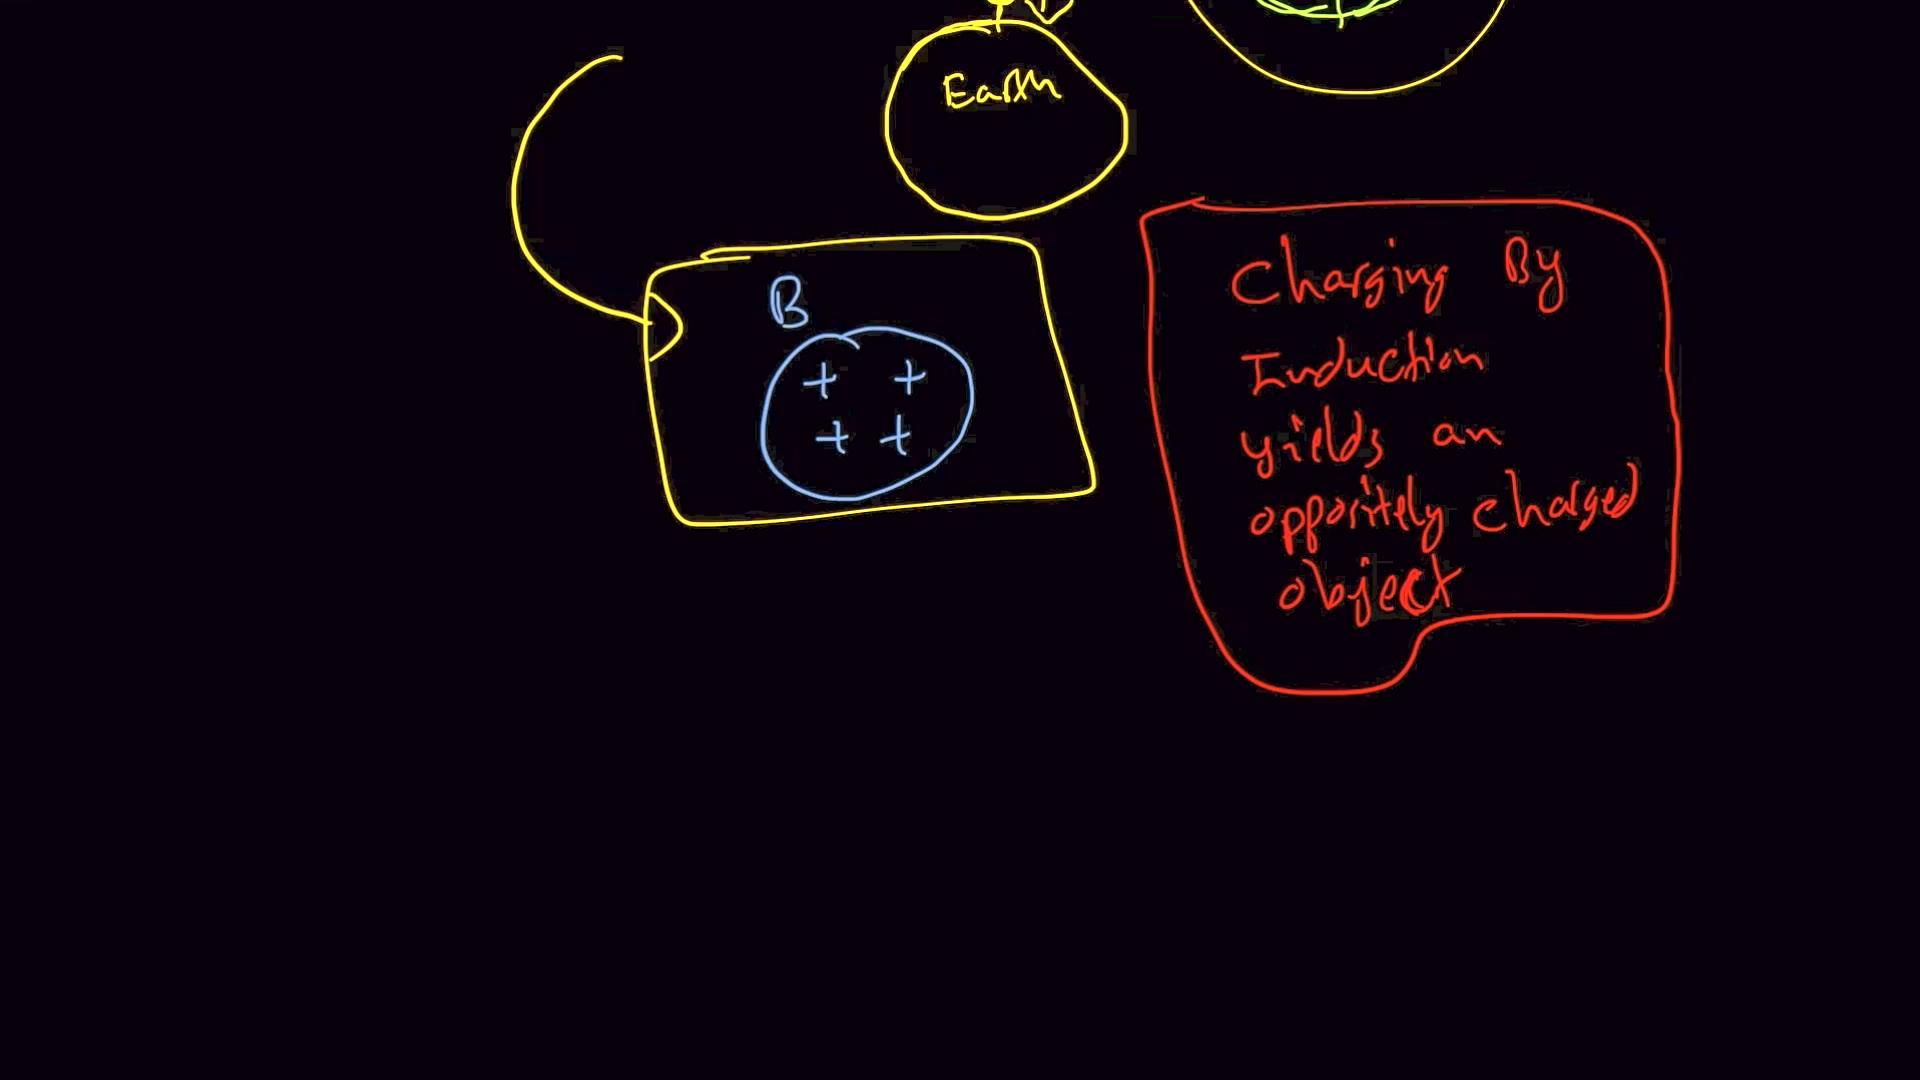 Earth
B
+ +
+ +
Charging By
Induction
yields an
oppositely charged
object